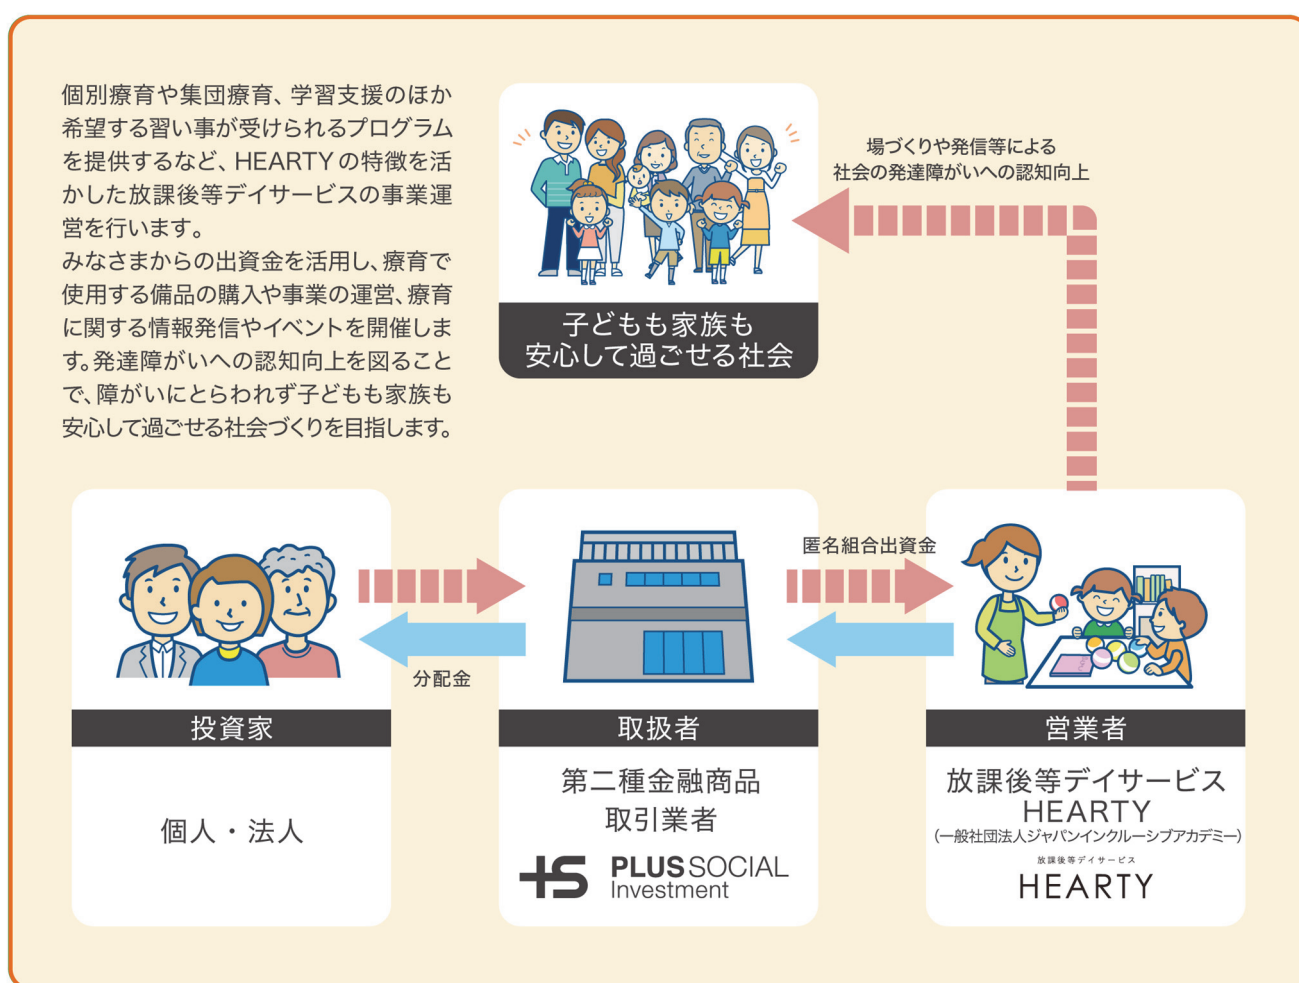 個別療育や集団療育、学習支援のほか
希望する習い事が受けられるプログラム
を提供するなど、HEARTYの特徴を活
かした放課後等デイサービスの事業運
営を行います。
みなさまからの出資金を活用し、療育で
使用する備品の購入や事業の運営、療育
に関する情報発信やイベントを開催しま
す。発達障がいへの認知向上を図ること
で、障がいにとらわれず子どもも家族も
安心して過ごせる社会づくりを目指します。
子どもも家族も
安心して過ごせる社会
場づくりや発信等による
社会の発達障がいへの認知向上
分配金
匿名組合出資金
投資家
個人・法人
取扱者
第二種金融商品
取引業者
PLUS SOCIAL
Investment
営業者
放課後等デイサービス
HEARTY
(一般社団法人ジャパンインクルーシブアカデミー)
放課後等デイサービス
HEARTY